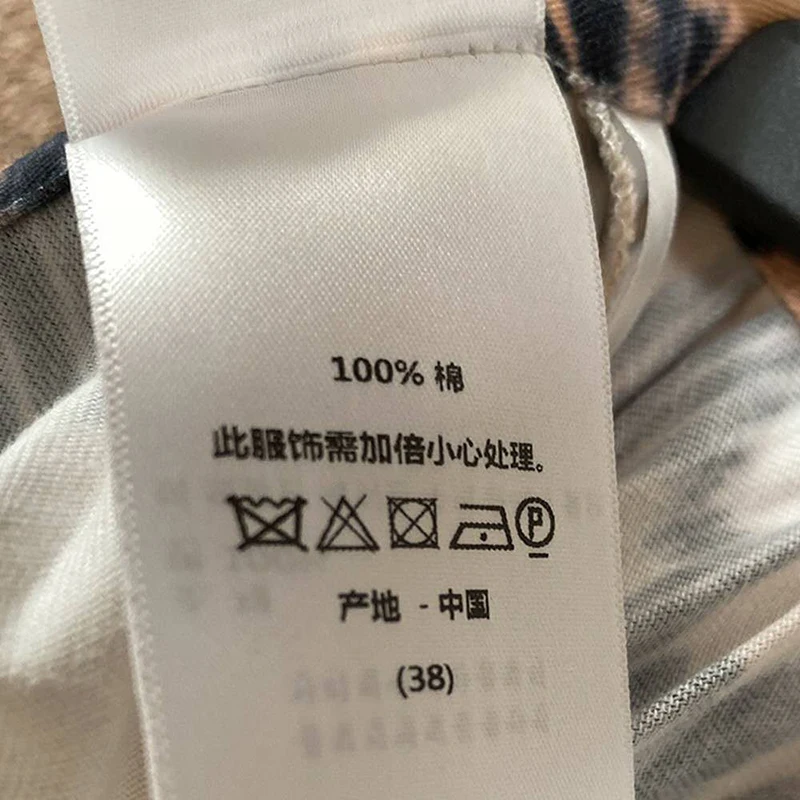 100% 棉
此服饰需加倍小心处理。
P
产地 - 中国
(38)